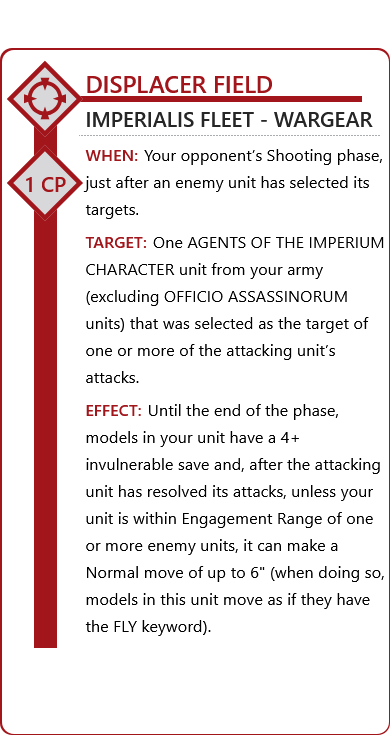 DISPLACER FIELD
IMPERIALIS FLEET - WARGEAR
1 CP
WHEN: Your opponent’s Shooting phase,
just after an enemy unit has selected its
targets.
TARGET: One AGENTS OF THE IMPERIUM
CHARACTER unit from your army
(excluding OFFICIO ASSASSINORUM
units) that was selected as the target of
one or more of the attacking unit’s
attacks.
EFFECT: Until the end of the phase,
models in your unit have a 4+
invulnerable save and, after the attacking
unit has resolved its attacks, unless your
unit is within Engagement Range of one
or more enemy units, it can make a
Normal move of up to 6" (when doing so,
models in this unit move as if they have
the FLY keyword).